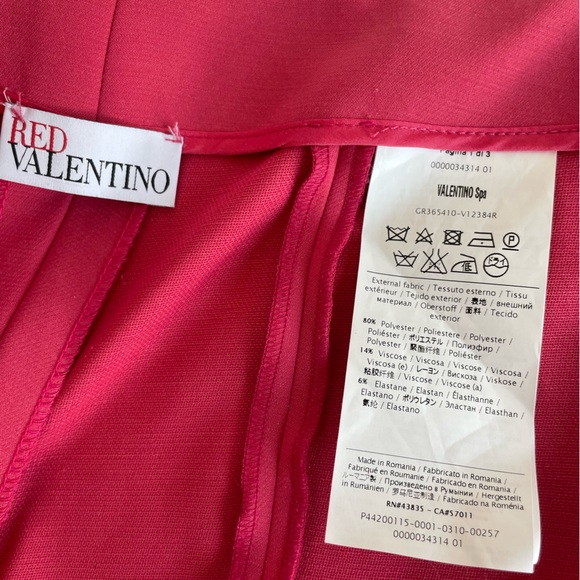 RED
VALENTINO
Pagina 1 di 3
0000034314 01
VALENTINO Spa
GR365410-V12384R
低 ドライ
External fabric / Tessuto esterno / Tissu
extérieur / Tejido exterior / 表地 / внешний
материал / Oberstoff / 面料 / Tecido
exterior
80% Polyester / Poliestere / Polyester /
Poliéster / ポリエステル / Полиэфир /
Polyester / 聚酯纤维 / Poliéster
14% Viscose / Viscosa / Viscose / Viscosa /
Viscosa (e) / レーヨン / Вискоза / Viskose /
粘胶纤维 / Viscose / Viscose (a)
6% Elastane / Elastan / Élasthanne /
Elastano / ポリウレタン / Эластан / Elasthan /
氨纶 / Elastano
Made in Romania / Fabbricato in Romania /
Fabriqué en Roumanie / Fabricado en Rumania /
ルーマニア製 / Произведено в Румынии / Hergestellt
in Rumänien / 罗马尼亚制造 / Fabricado na Roménia
RN#43835 - CA#57011
P44200115-0001-0310-00257
0000034314 01